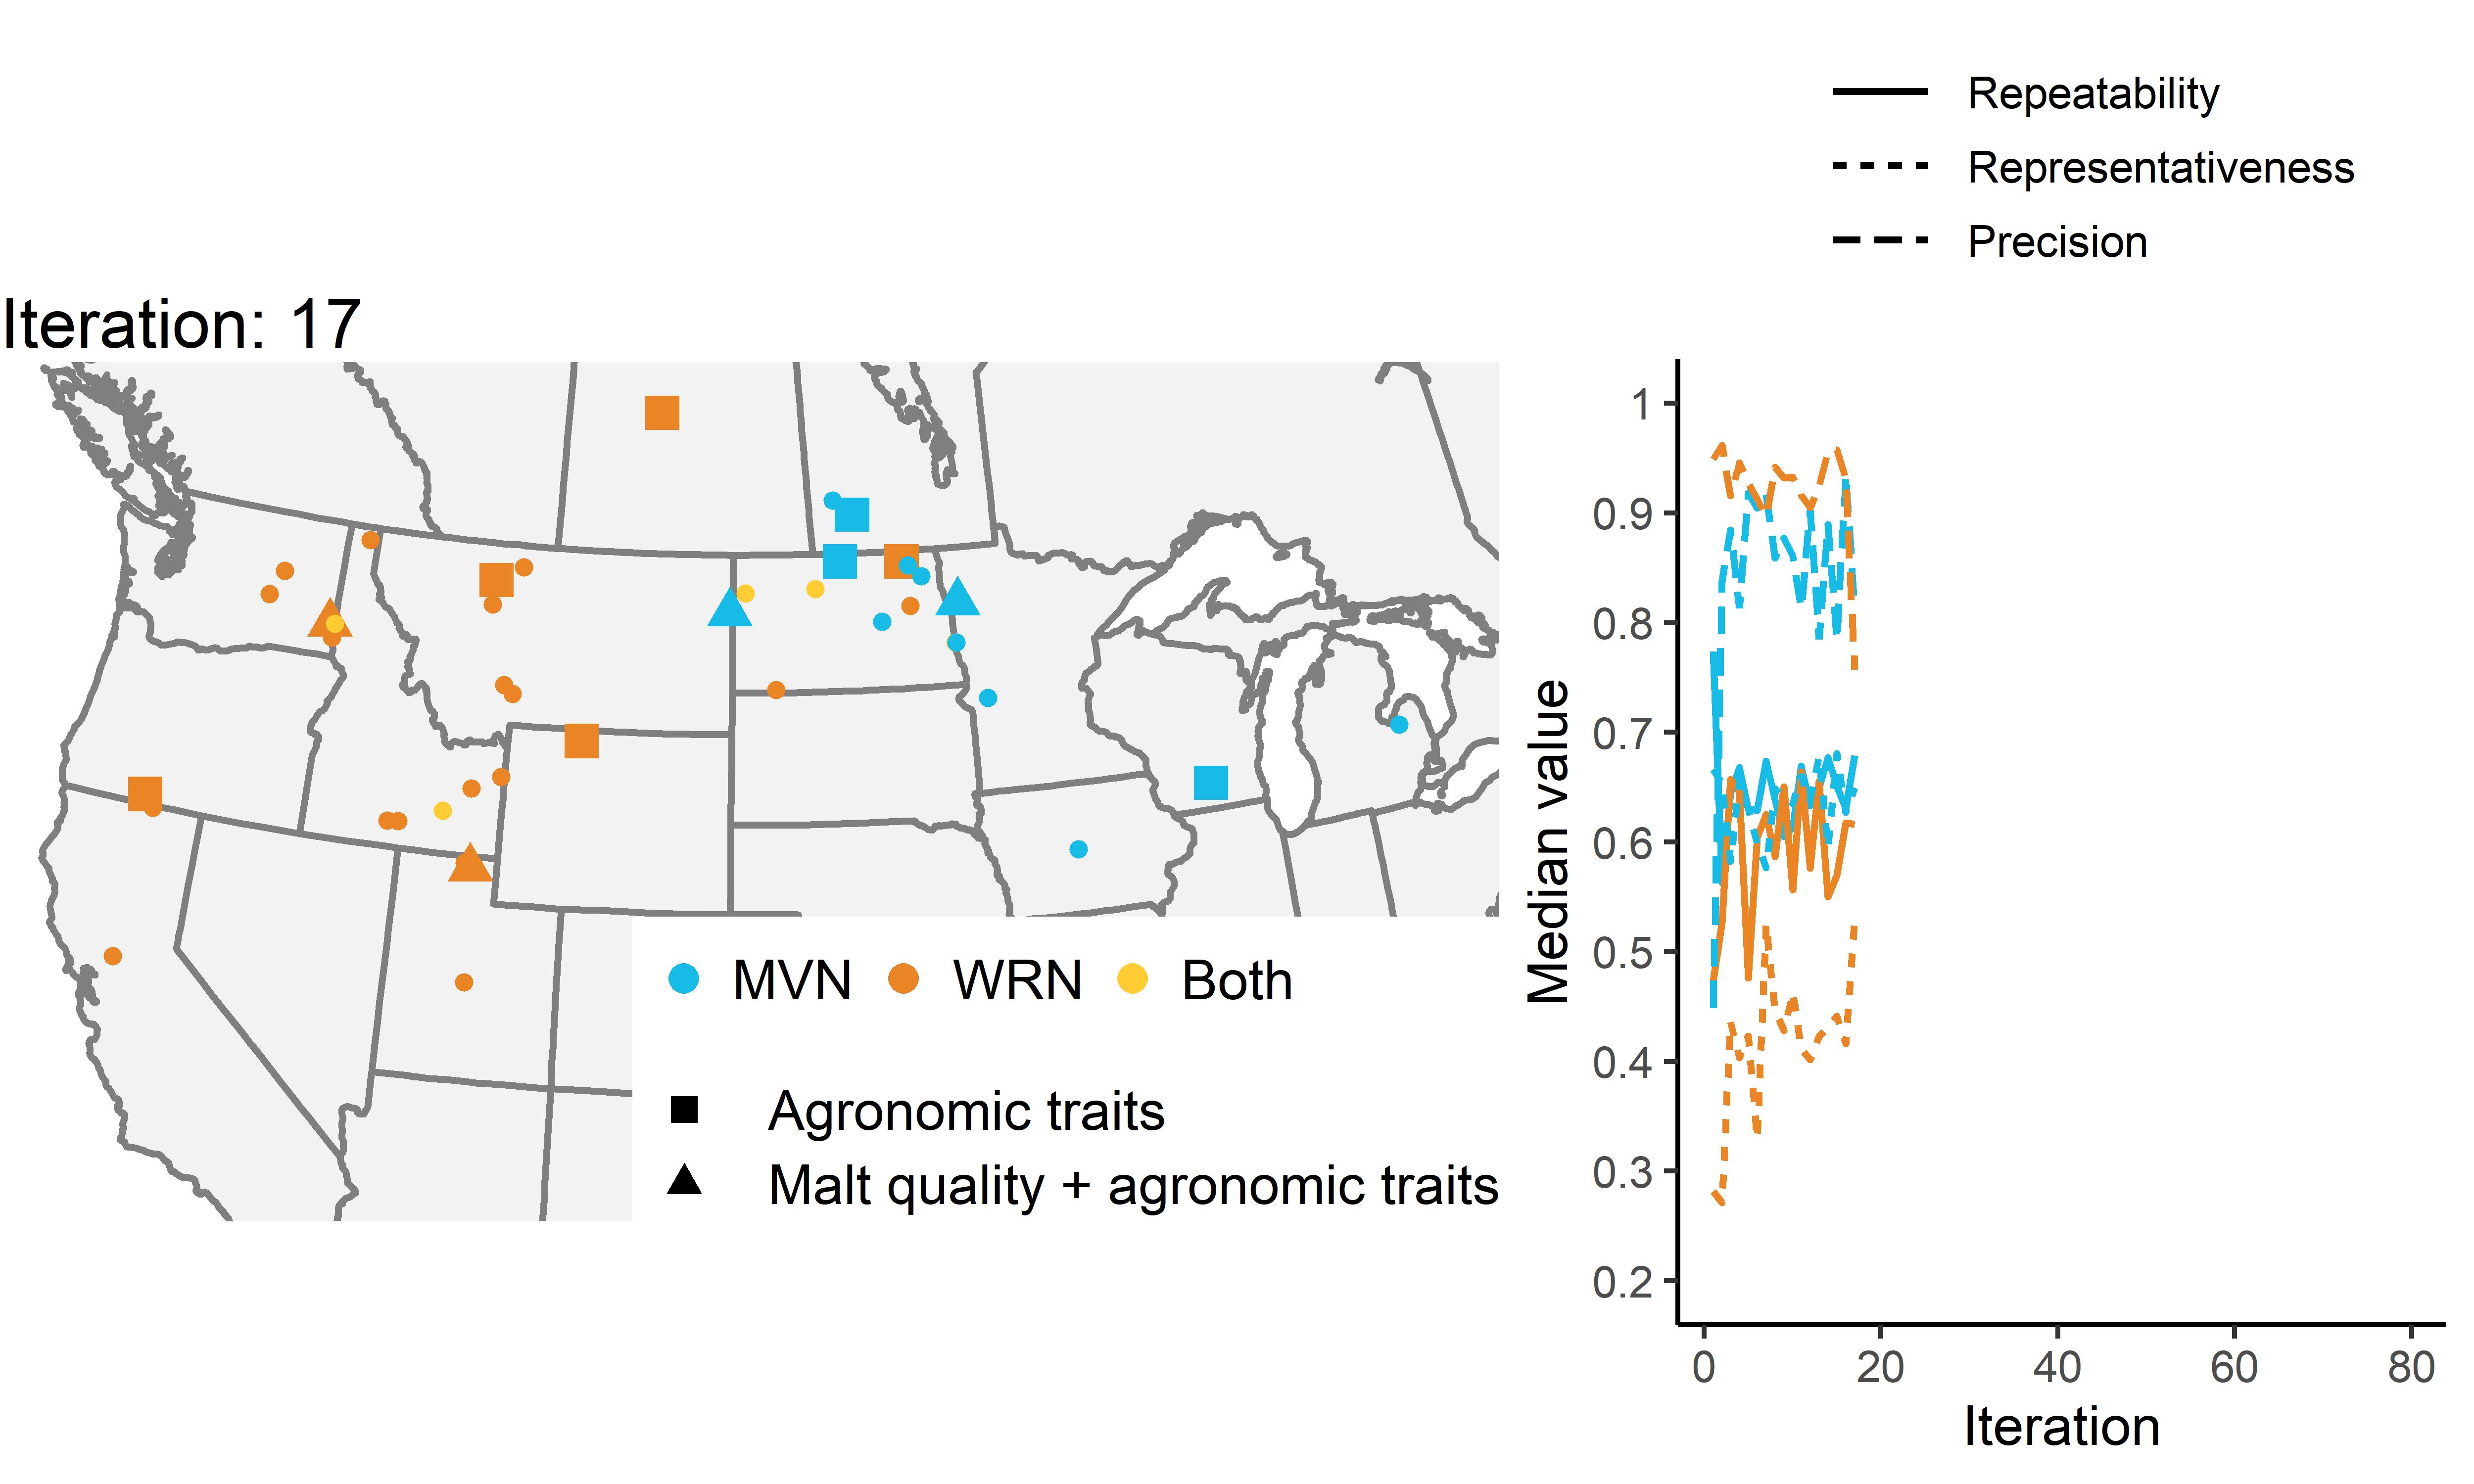 Repeatability
Representativeness
Precision
Iteration: 17
MVN WRN Both
Agronomic traits
Malt quality + agronomic traits
Median value
1
0.9
0.8
0.7
0.6
0.5
0.4
0.3
0.2
0 20 40 60 80
Iteration